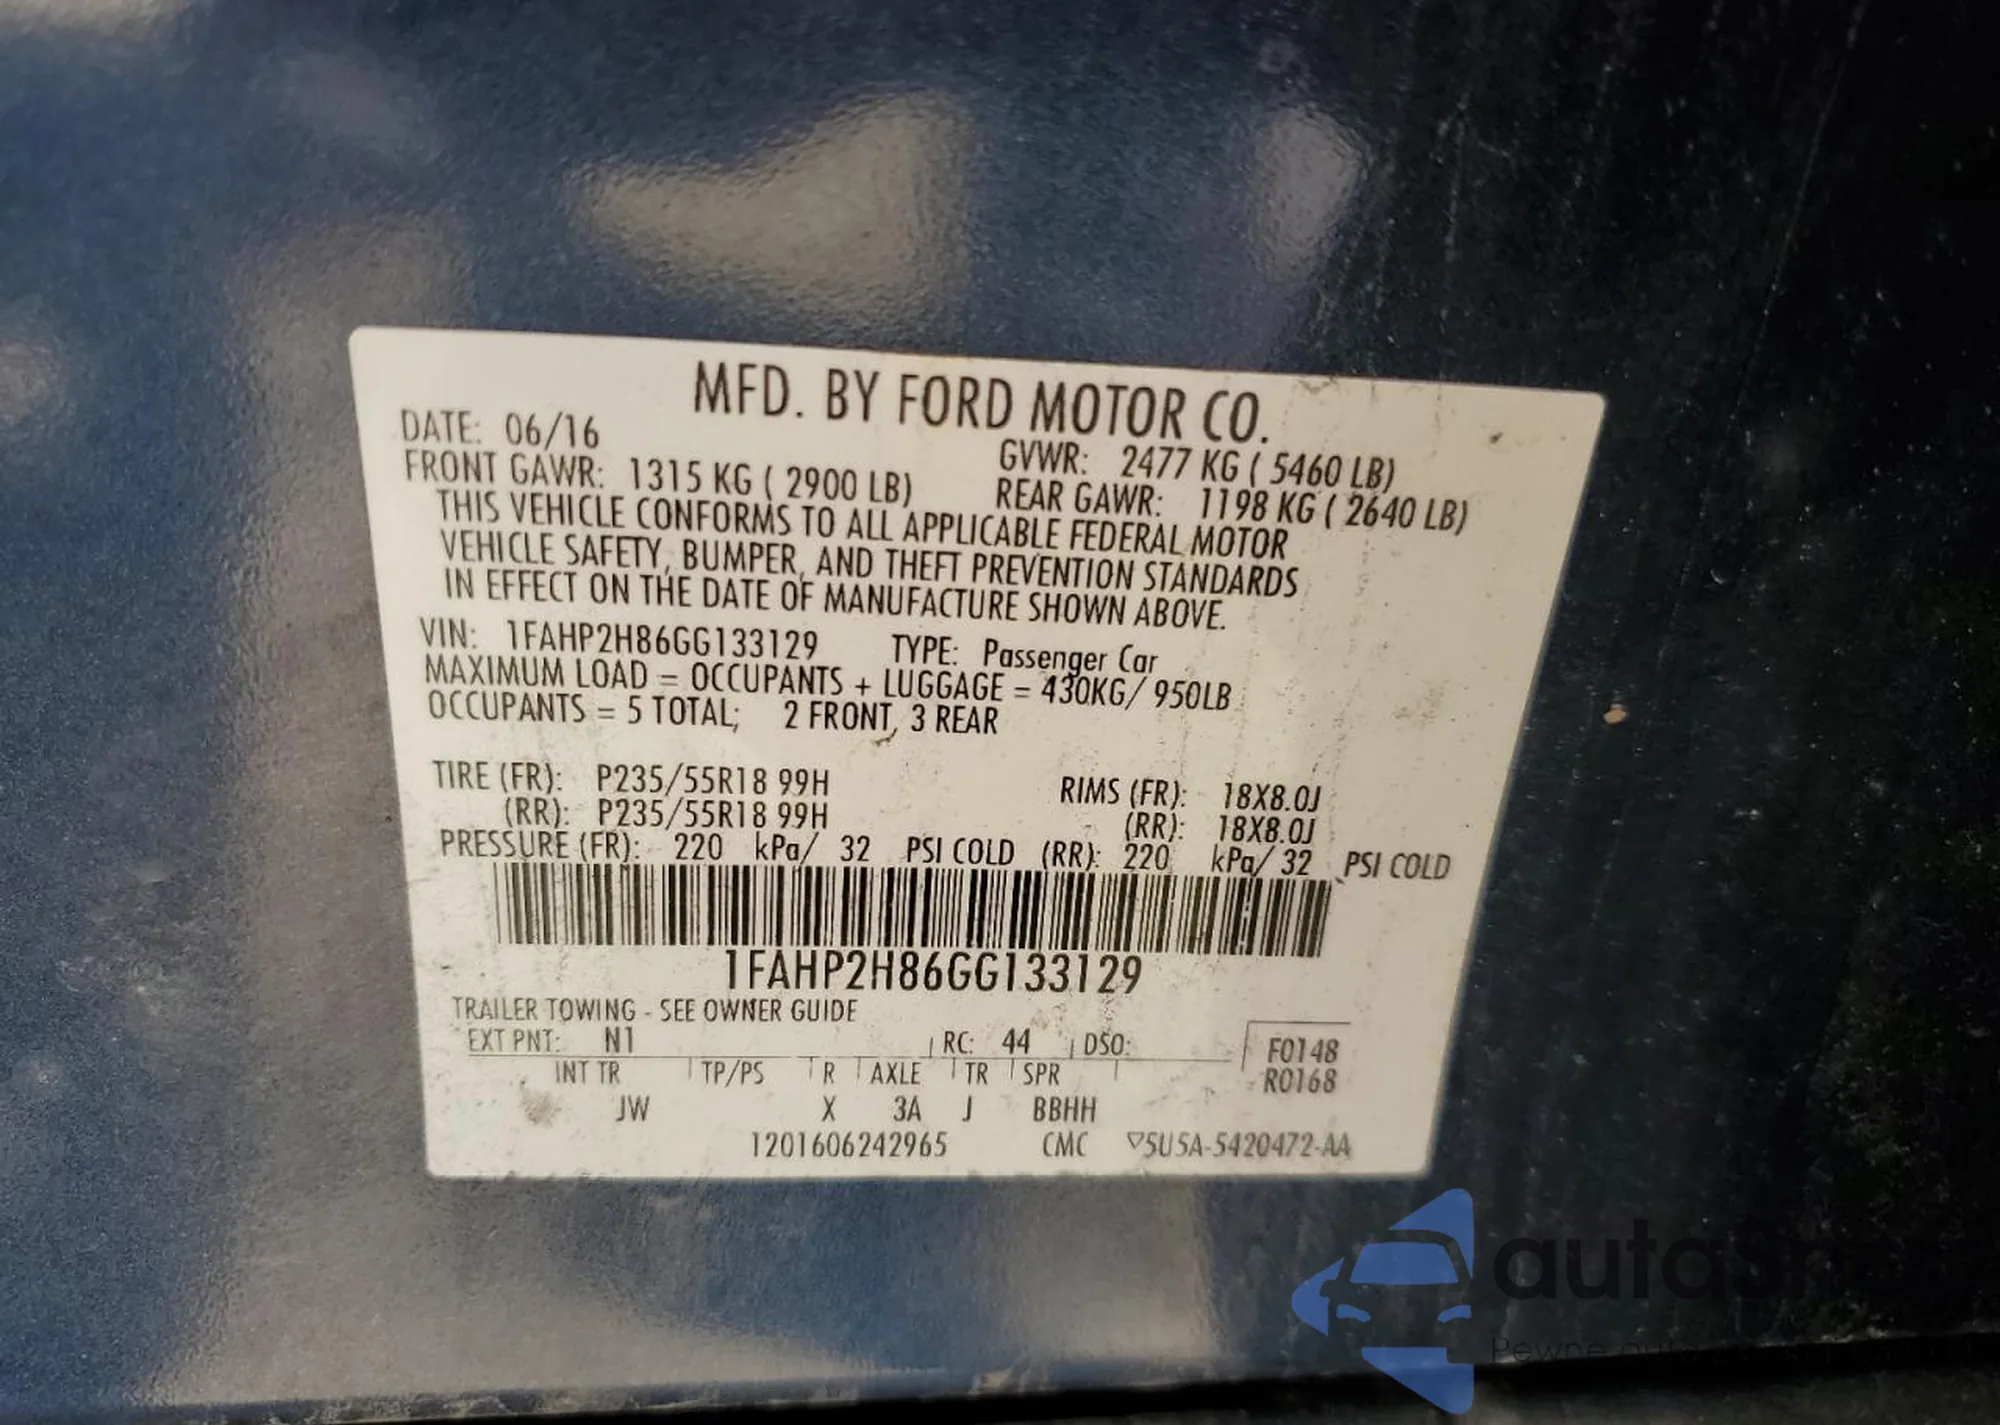 MFD. BY FORD MOTOR CO.
DATE: 06/16 GVWR: 2477 KG ( 5460 LB)
FRONT GAWR: 1315 KG ( 2900 LB) REAR GAWR: 1198 KG ( 2640 LB)
THIS VEHICLE CONFORMS TO ALL APPLICABLE FEDERAL MOTOR
VEHICLE SAFETY, BUMPER, AND THEFT PREVENTION STANDARDS
IN EFFECT ON THE DATE OF MANUFACTURE SHOWN ABOVE.
VIN: 1FAHP2H86GG133129 TYPE: Passenger Car
MAXIMUM LOAD = OCCUPANTS + LUGGAGE = 430KG/ 950LB
OCCUPANTS = 5 TOTAL; 2 FRONT, 3 REAR
TIRE (FR): P235/55R18 99H RIMS (FR): 18X8.0J
(RR): P235/55R18 99H (RR): 18X8.0J
PRESSURE (FR): 220 kPa/ 32 PSI COLD (RR): 220 kPa/ 32 PSI COLD
1FAHP2H86GG133129
TRAILER TOWING - SEE OWNER GUIDE
EXT PNT: N1 RC: 44 DSO: F0148
INT TR TP/PS R AXLE TR SPR R0168
JW X 3A J BBHH
1201606242965 CMC ▽5U5A-5420472-AA
Pewne auto